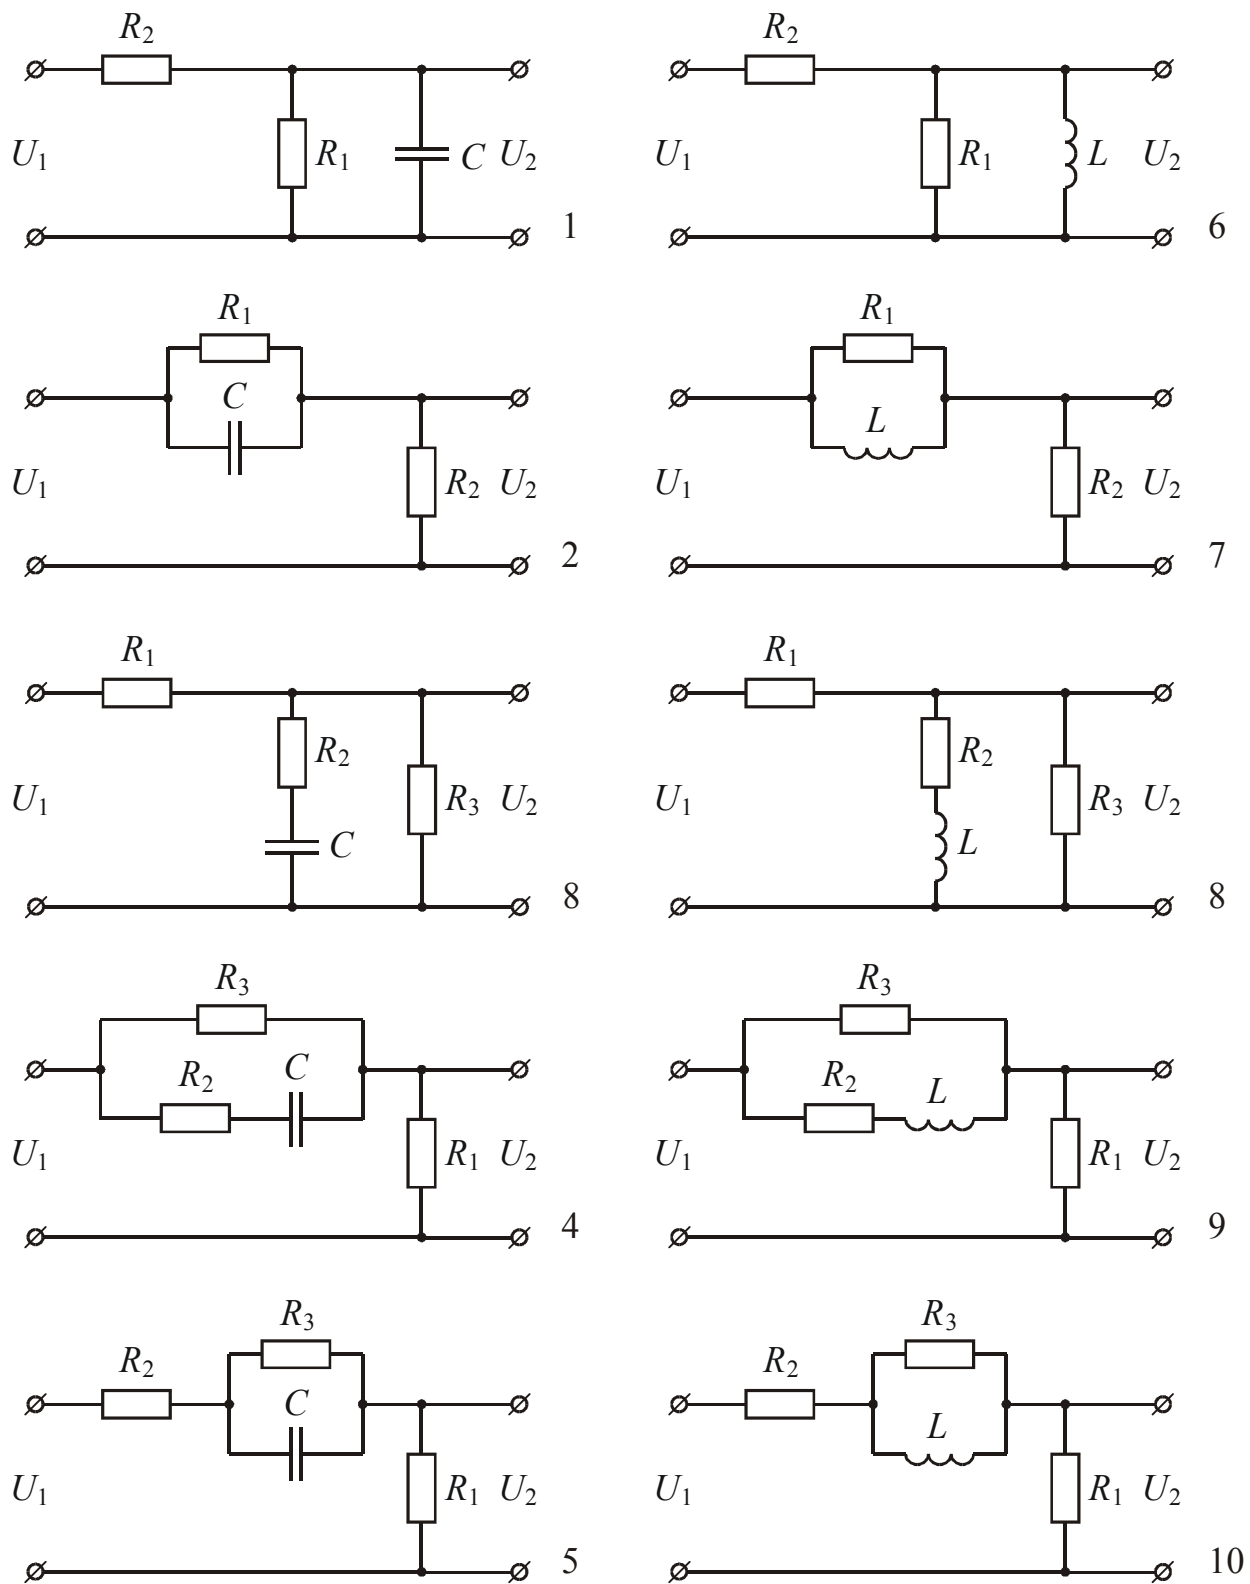 R2 R2
U1 R1 C U2 1 U1 R1 L U2 6
R1 R1
C L
U1 R2 U2 2 U1 R2 U2 7
R1 R1
R2 R2
U1 R3 U2 U1 R3 U2
C 8 L 8
R3 R3
R2 C R2 L
U1 R1 U2 4 U1 R1 U2 9
R3 R3
R2 C R2 L
U1 R1 U2 5 U1 R1 U2 10